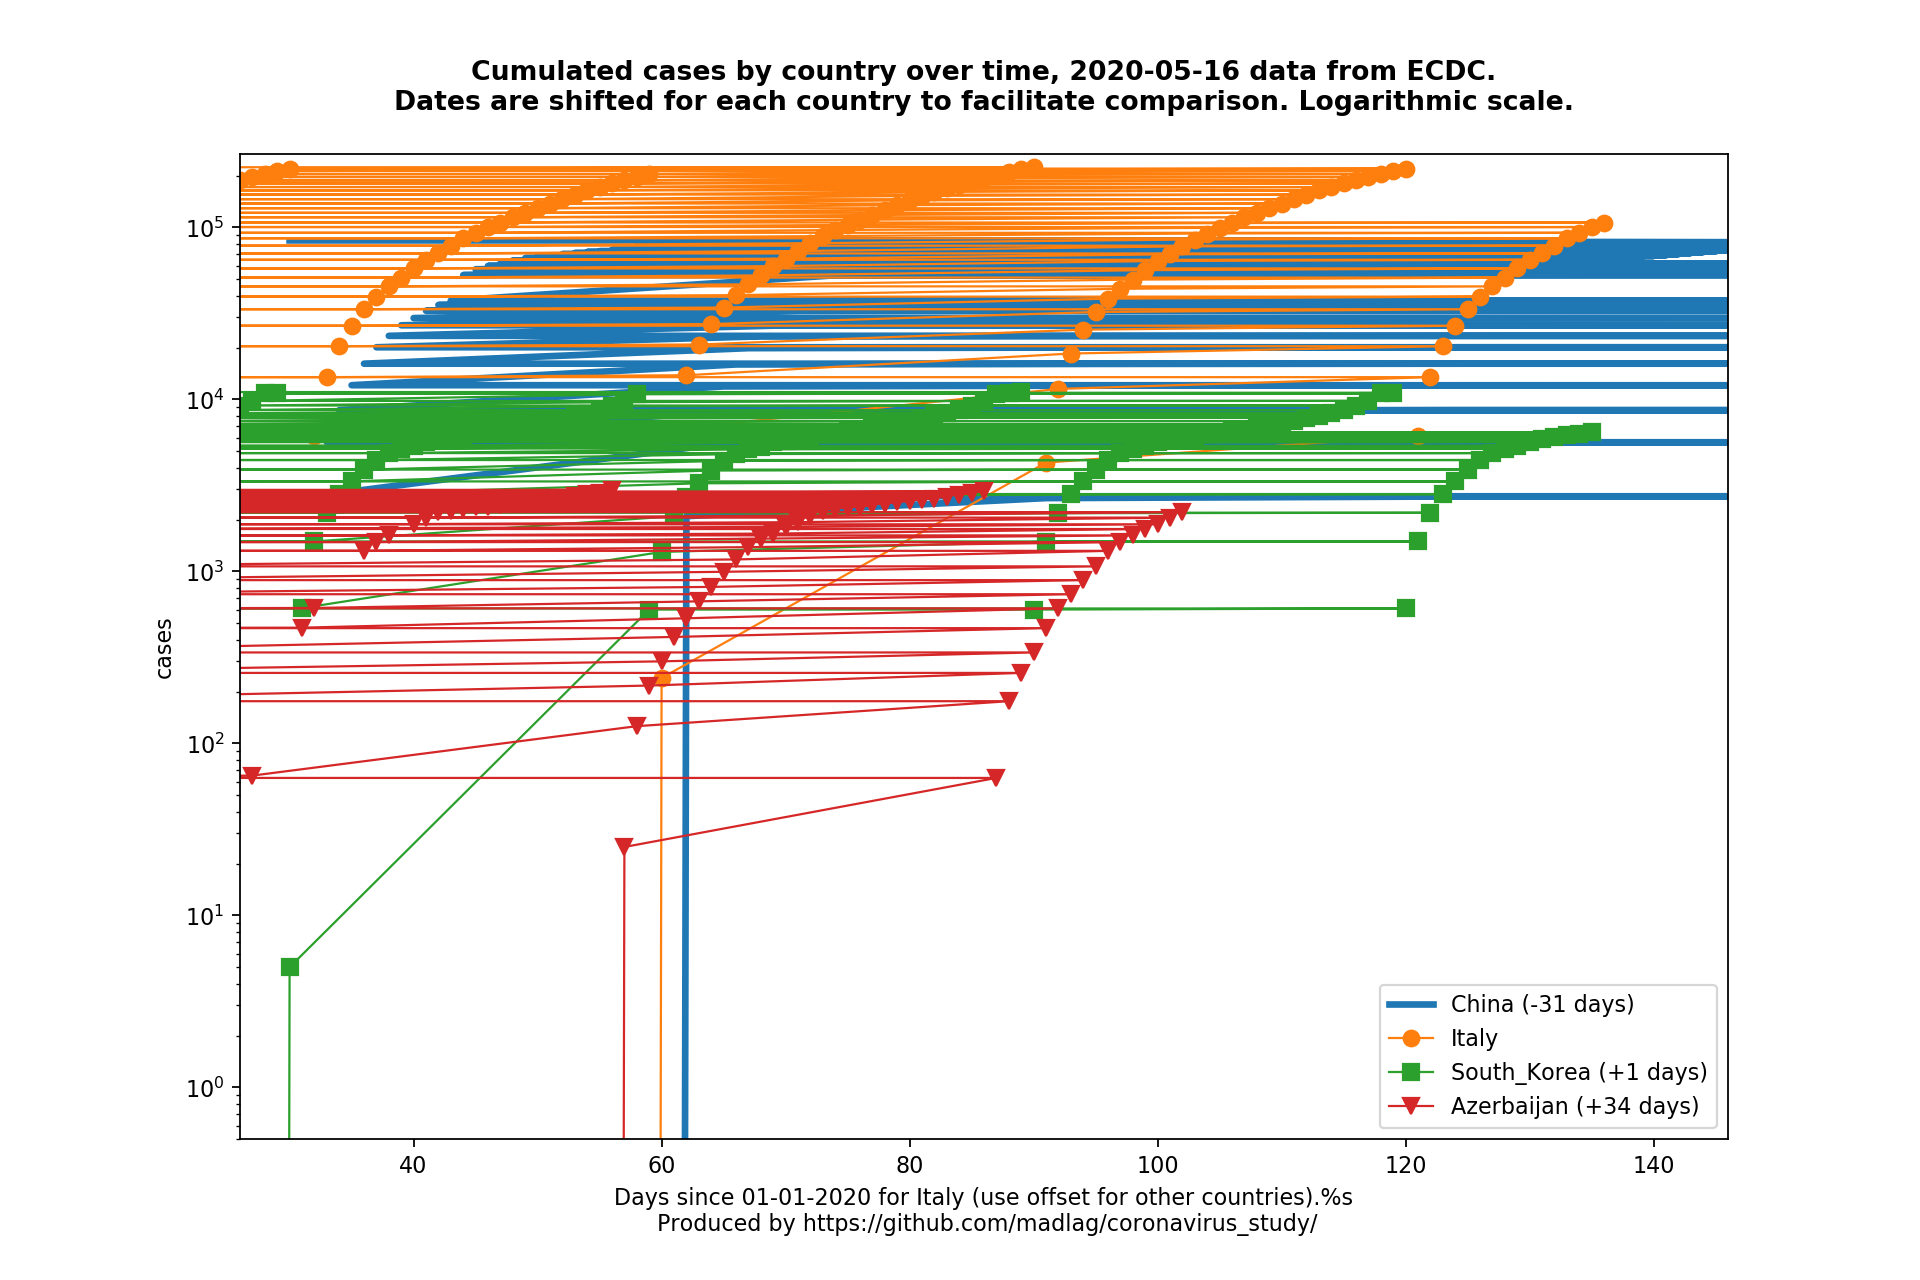 Cumulated cases by country over time, 2020-05-16 data from ECDC.
Dates are shifted for each country to facilitate comparison. Logarithmic scale.
cases
10^5
10^4
10^3
10^2
10^1
10^0
40 60 80 100 120 140
China (-31 days)
Italy
South_Korea (+1 days)
Azerbaijan (+34 days)
Days since 01-01-2020 for Italy (use offset for other countries).%s
Produced by https://github.com/madlag/coronavirus_study/